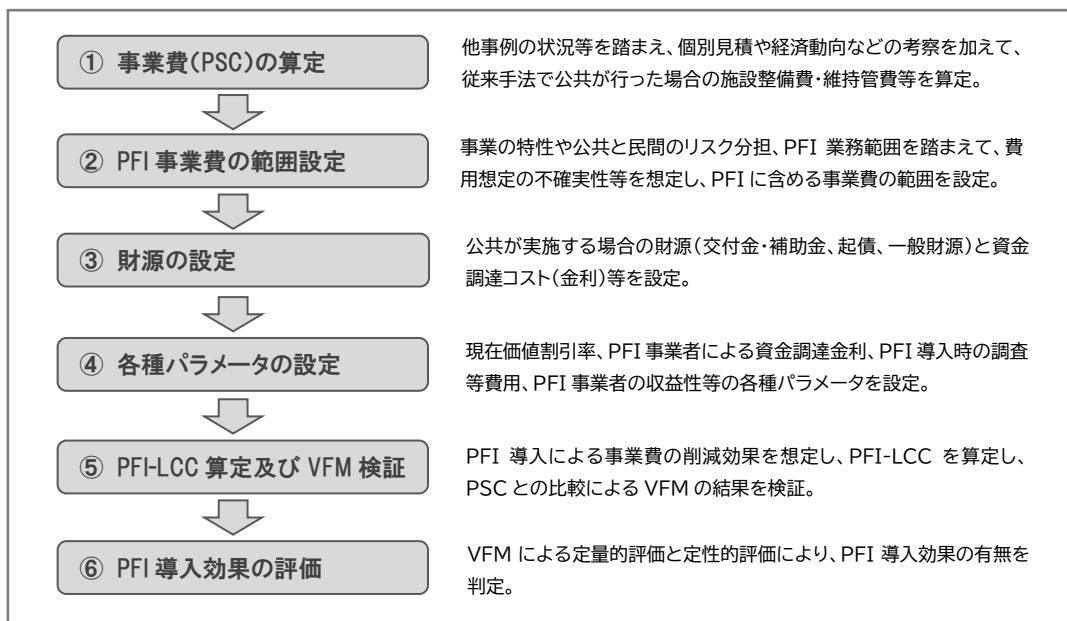 ① 事業費(PSC)の算定
他事例の状況等を踏まえ、個別見積や経済動向などの考察を加えて、
従来手法で公共が行った場合の施設整備費・維持管費等を算定。
② PFI 事業費の範囲設定
事業の特性や公共と民間のリスク分担、PFI 業務範囲を踏まえて、費
用想定の不確実性等を想定し、PFI に含める事業費の範囲を設定。
③ 財源の設定
公共が実施する場合の財源(交付金・補助金、起債、一般財源)と資金
調達コスト(金利)等を設定。
④ 各種パラメータの設定
現在価値割引率、PFI 事業者による資金調達金利、PFI 導入時の調査
等費用、PFI 事業者の収益性等の各種パラメータを設定。
⑤ PFI-LCC 算定及び VFM 検証
PFI 導入による事業費の削減効果を想定し、PFI-LCC を算定し、
PSC との比較による VFM の結果を検証。
⑥ PFI 導入効果の評価
VFM による定量的評価と定性的評価により、PFI 導入効果の有無を
判定。